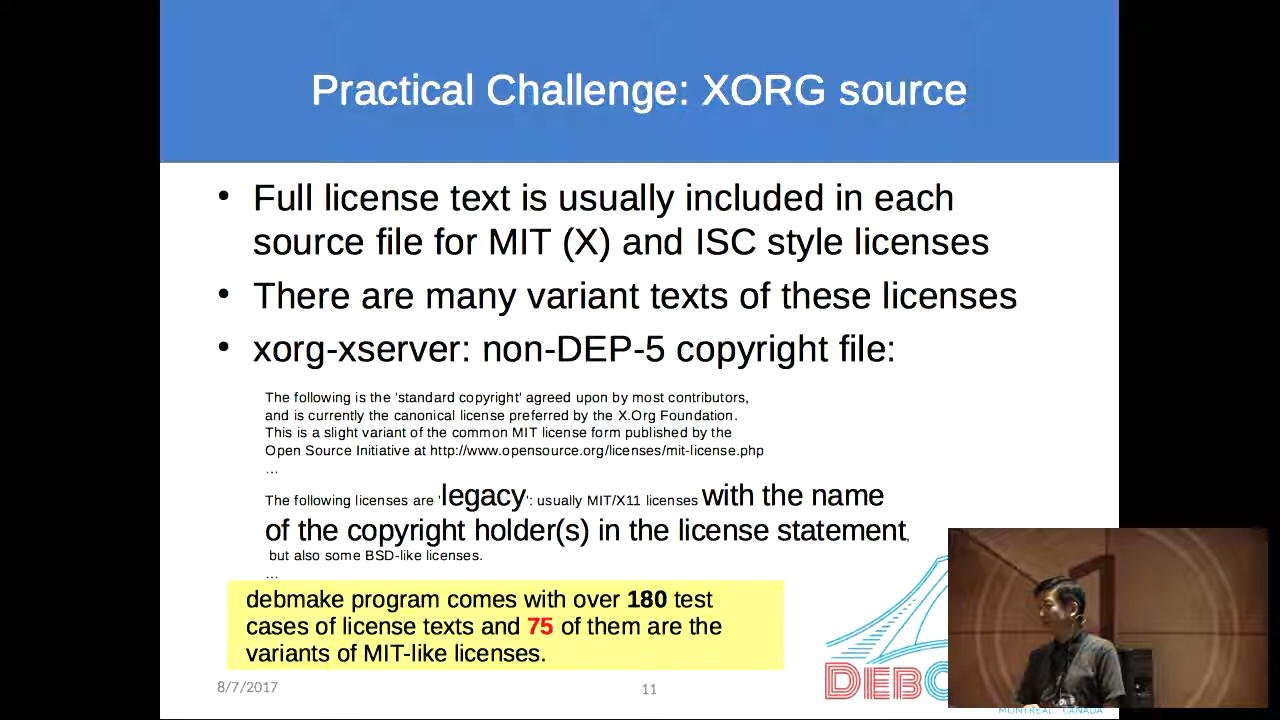 Practical Challenge: XORG source
• Full license text is usually included in each
source file for MIT (X) and ISC style licenses
• There are many variant texts of these licenses
• xorg-xserver: non-DEP-5 copyright file:
The following is the 'standard copyright' agreed upon by most contributors,
and is currently the canonical license preferred by the X.Org Foundation.
This is a slight variant of the common MIT license form published by the
Open Source Initiative at http://www.opensource.org/licenses/mit-license.php
...
The following licenses are 'legacy': usually MIT/X11 licenses with the name
of the copyright holder(s) in the license statement,
but also some BSD-like licenses.
...
debmake program comes with over 180 test
cases of license texts and 75 of them are the
variants of MIT-like licenses.
8/7/2017
11
DEBC
MONTREAL CANADA